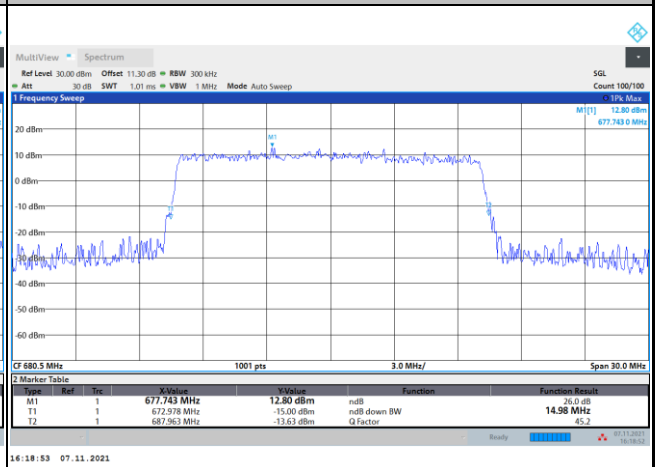 MultiView Spectrum
Ref Level 30.00 dBm Offset 11.30 dB RBW 300 kHz SGL
Att 30 dB SWT 1.01 ms VBW 1 MHz Mode Auto Sweep Count 100/100
1 Frequency Sweep 1Pk Max
M1[1] 12.80 dBm
677.743 0 MHz
M1
20 dBm
10 dBm
0 dBm
-10 dBm
T1 T2
-20 dBm
-30 dBm
-40 dBm
-50 dBm
-60 dBm
CF 680.5 MHz 1001 pts 3.0 MHz/ Span 30.0 MHz
2 Marker Table
Type Ref Trc X-Value Y-Value Function Function Result
M1 1 677.743 MHz 12.80 dBm ndB 26.0 dB
T1 1 672.978 MHz -15.00 dBm ndB down BW 14.98 MHz
T2 1 687.963 MHz -13.63 dBm Q Factor 45.2
Ready 07.11.2021
16:18:52
16:18:53 07.11.2021